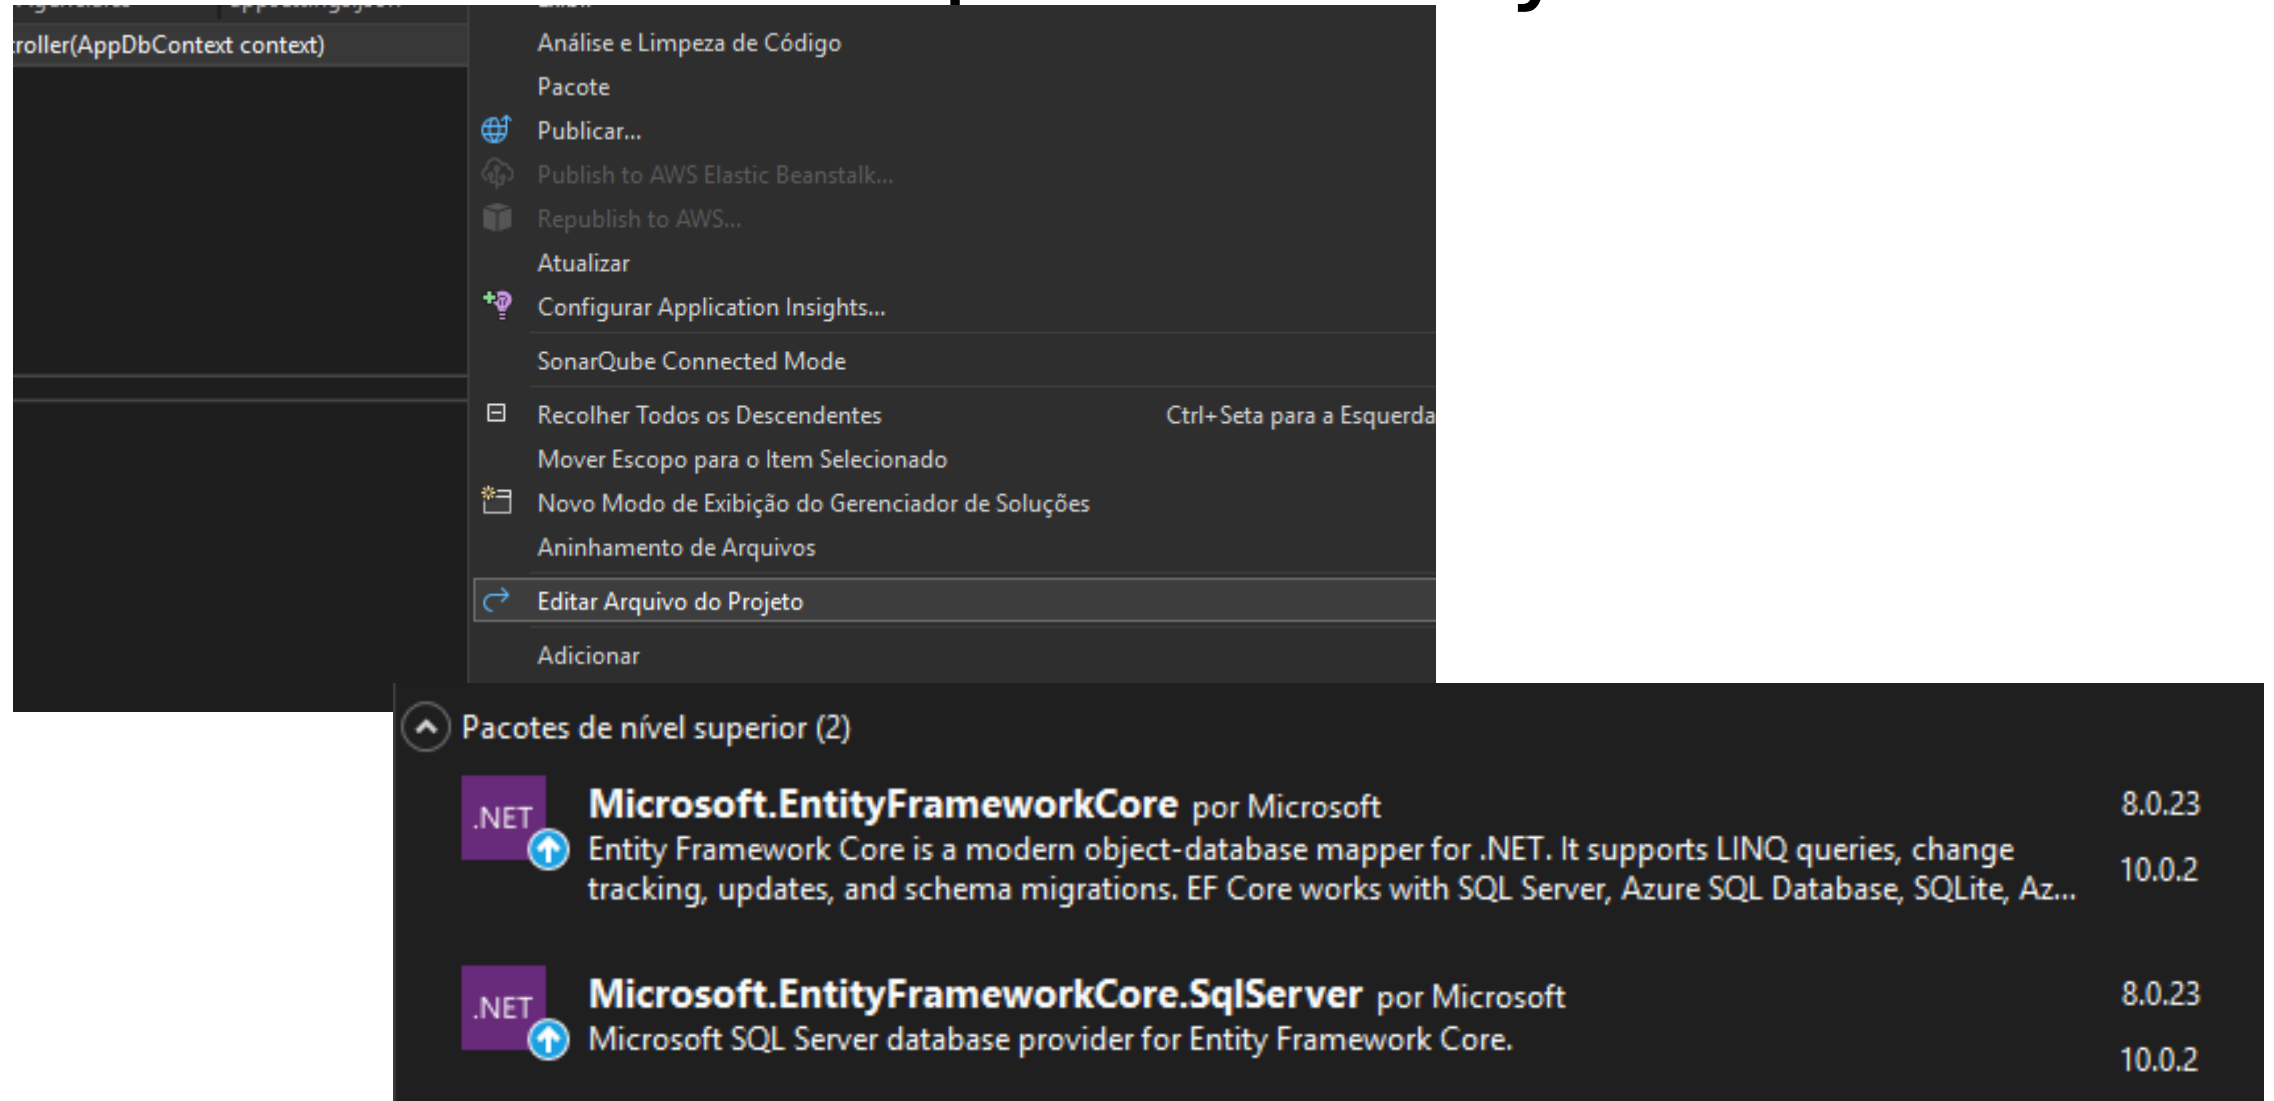 roller(AppDbContext context)
Análise e Limpeza de Código
Pacote
Publicar...
Publish to AWS Elastic Beanstalk...
Republish to AWS...
Atualizar
Configurar Application Insights...
SonarQube Connected Mode
Recolher Todos os Descendentes Ctrl+Seta para a Esquerda
Mover Escopo para o Item Selecionado
Novo Modo de Exibição do Gerenciador de Soluções
Aninhamento de Arquivos
Editar Arquivo do Projeto
Adicionar
Pacotes de nível superior (2)
.NET
Microsoft.EntityFrameworkCore por Microsoft 8.0.23
Entity Framework Core is a modern object-database mapper for .NET. It supports LINQ queries, change
tracking, updates, and schema migrations. EF Core works with SQL Server, Azure SQL Database, SQLite, Az... 10.0.2
.NET
Microsoft.EntityFrameworkCore.SqlServer por Microsoft 8.0.23
Microsoft SQL Server database provider for Entity Framework Core.
10.0.2